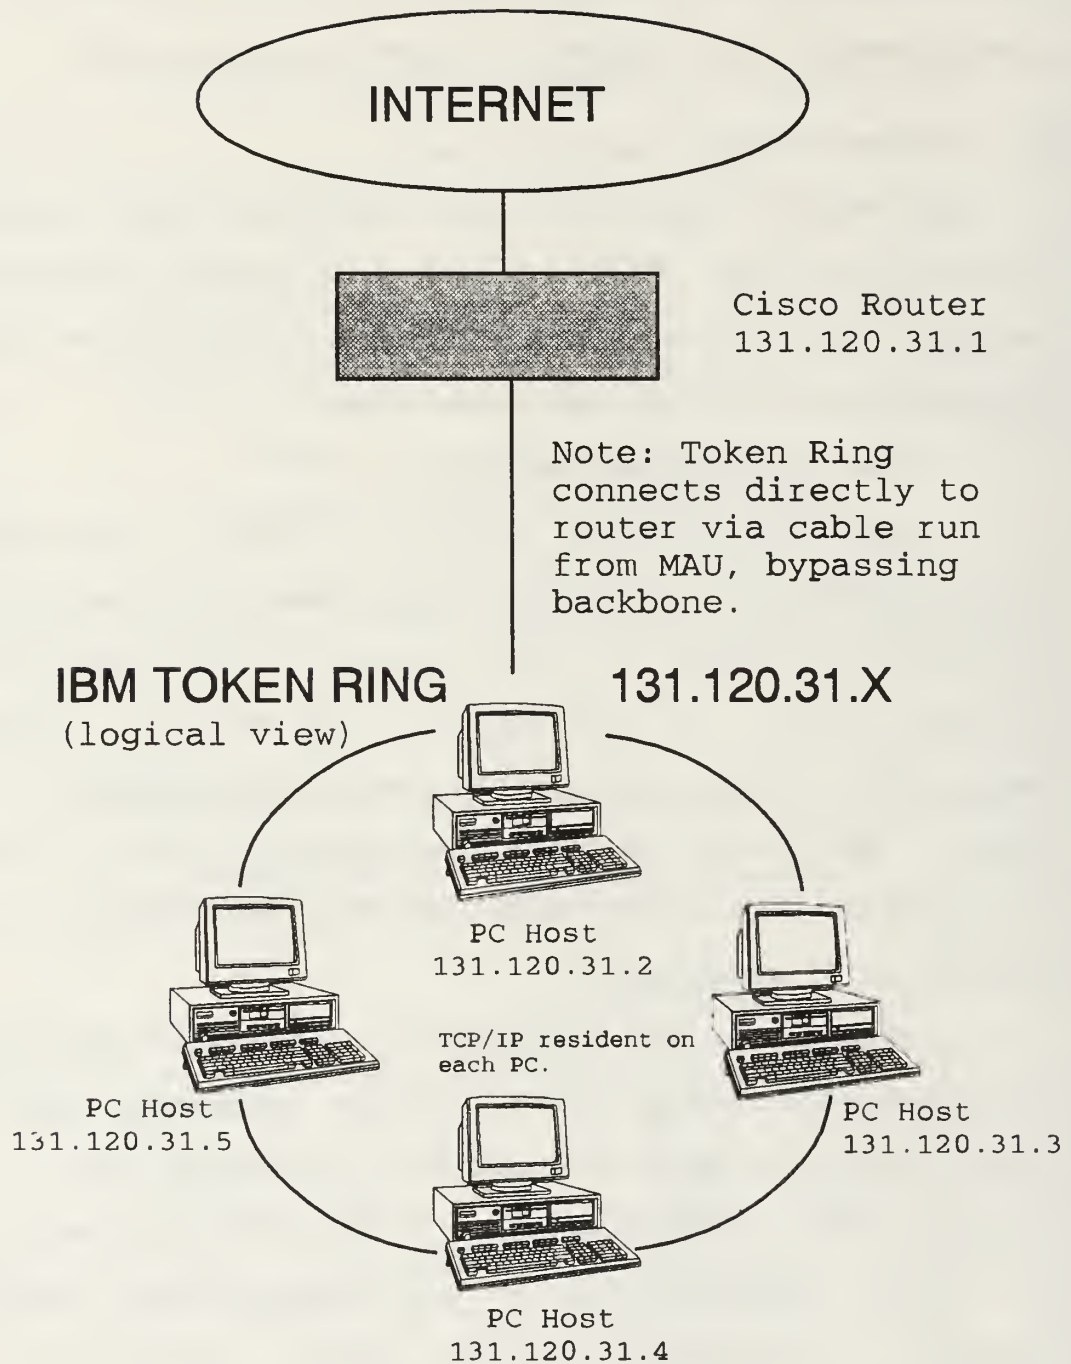 INTERNET
Cisco Router
131.120.31.1
Note: Token Ring
connects directly to
router via cable run
from MAU, bypassing
backbone.
IBM TOKEN RING 131.120.31.X
(logical view)
PC Host
131.120.31.2
TCP/IP resident on
each PC.
PC Host
131.120.31.5
PC Host
131.120.31.3
PC Host
131.120.31.4